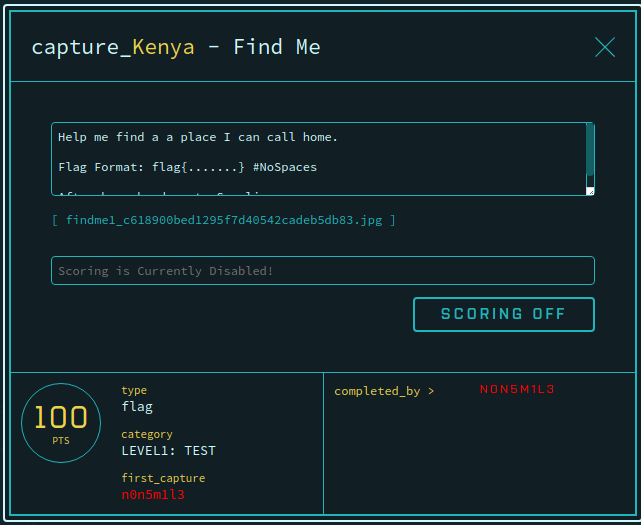 capture_Kenya – Find Me
Help me find a a place I can call home.
Flag Format: flag{.......} #NoSpaces
[ findme1_c618900bed1295f7d40542cadeb5db83.jpg ]
Scoring is Currently Disabled!
SCORING OFF
100
PTS
type
flag
category
LEVEL1: TEST
first_capture
n0n5m1l3
completed_by >
N0N5M1L3